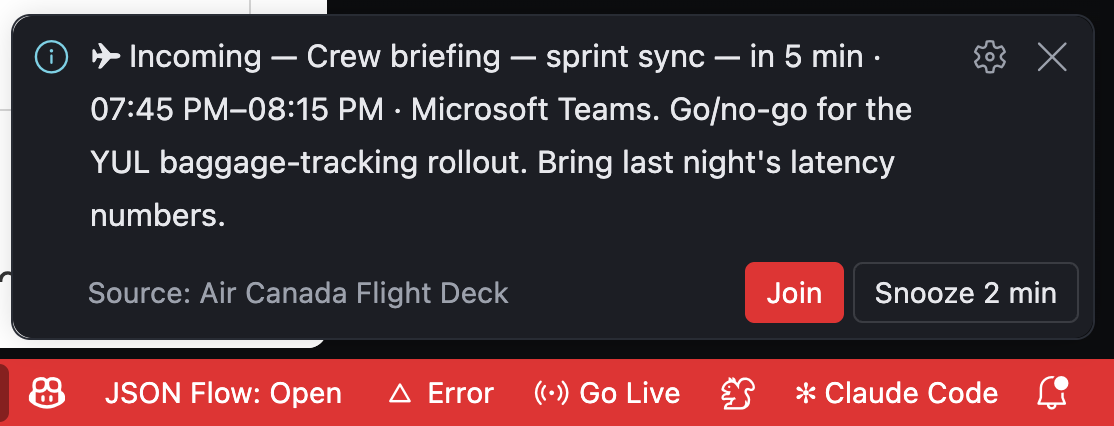 ✈ Incoming — Crew briefing — sprint sync — in 5 min ·
07:45 PM–08:15 PM · Microsoft Teams. Go/no-go for the
YUL baggage-tracking rollout. Bring last night's latency
numbers.
Source: Air Canada Flight Deck
Join
Snooze 2 min
JSON Flow: Open
Error
Go Live
Claude Code